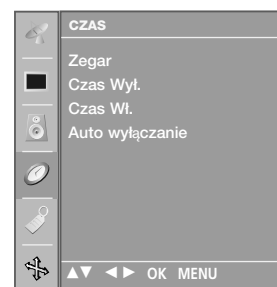 CZAS
Zegar
Czas Wył.
Czas Wł.
Auto wyłączanie
▲▼ ◄► OK MENU